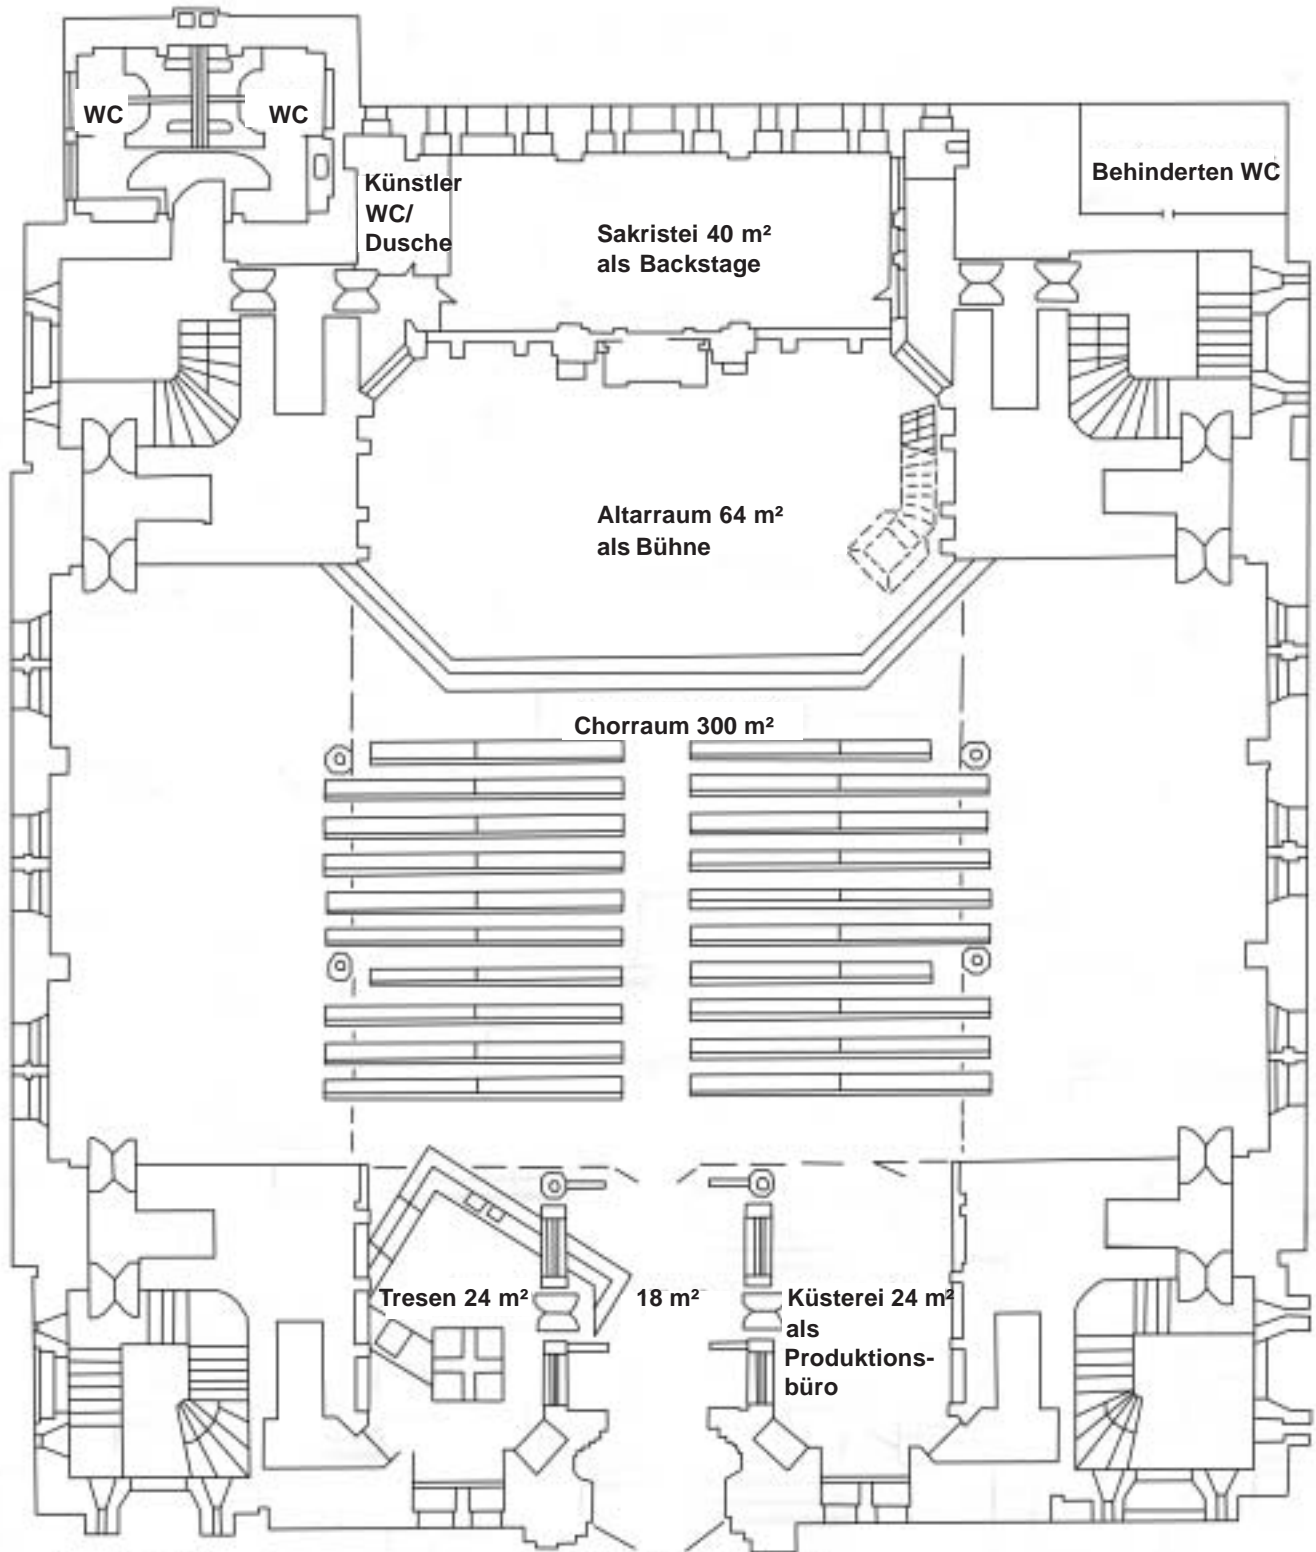 WC
WC
Künstler
WC/
Dusche
Sakristei 40 m²
als Backstage
Behinderten WC
Altarraum 64 m²
als Bühne
Chorraum 300 m²
Tresen 24 m²
18 m²
Küsterei 24 m²
als
Produktions-
büro